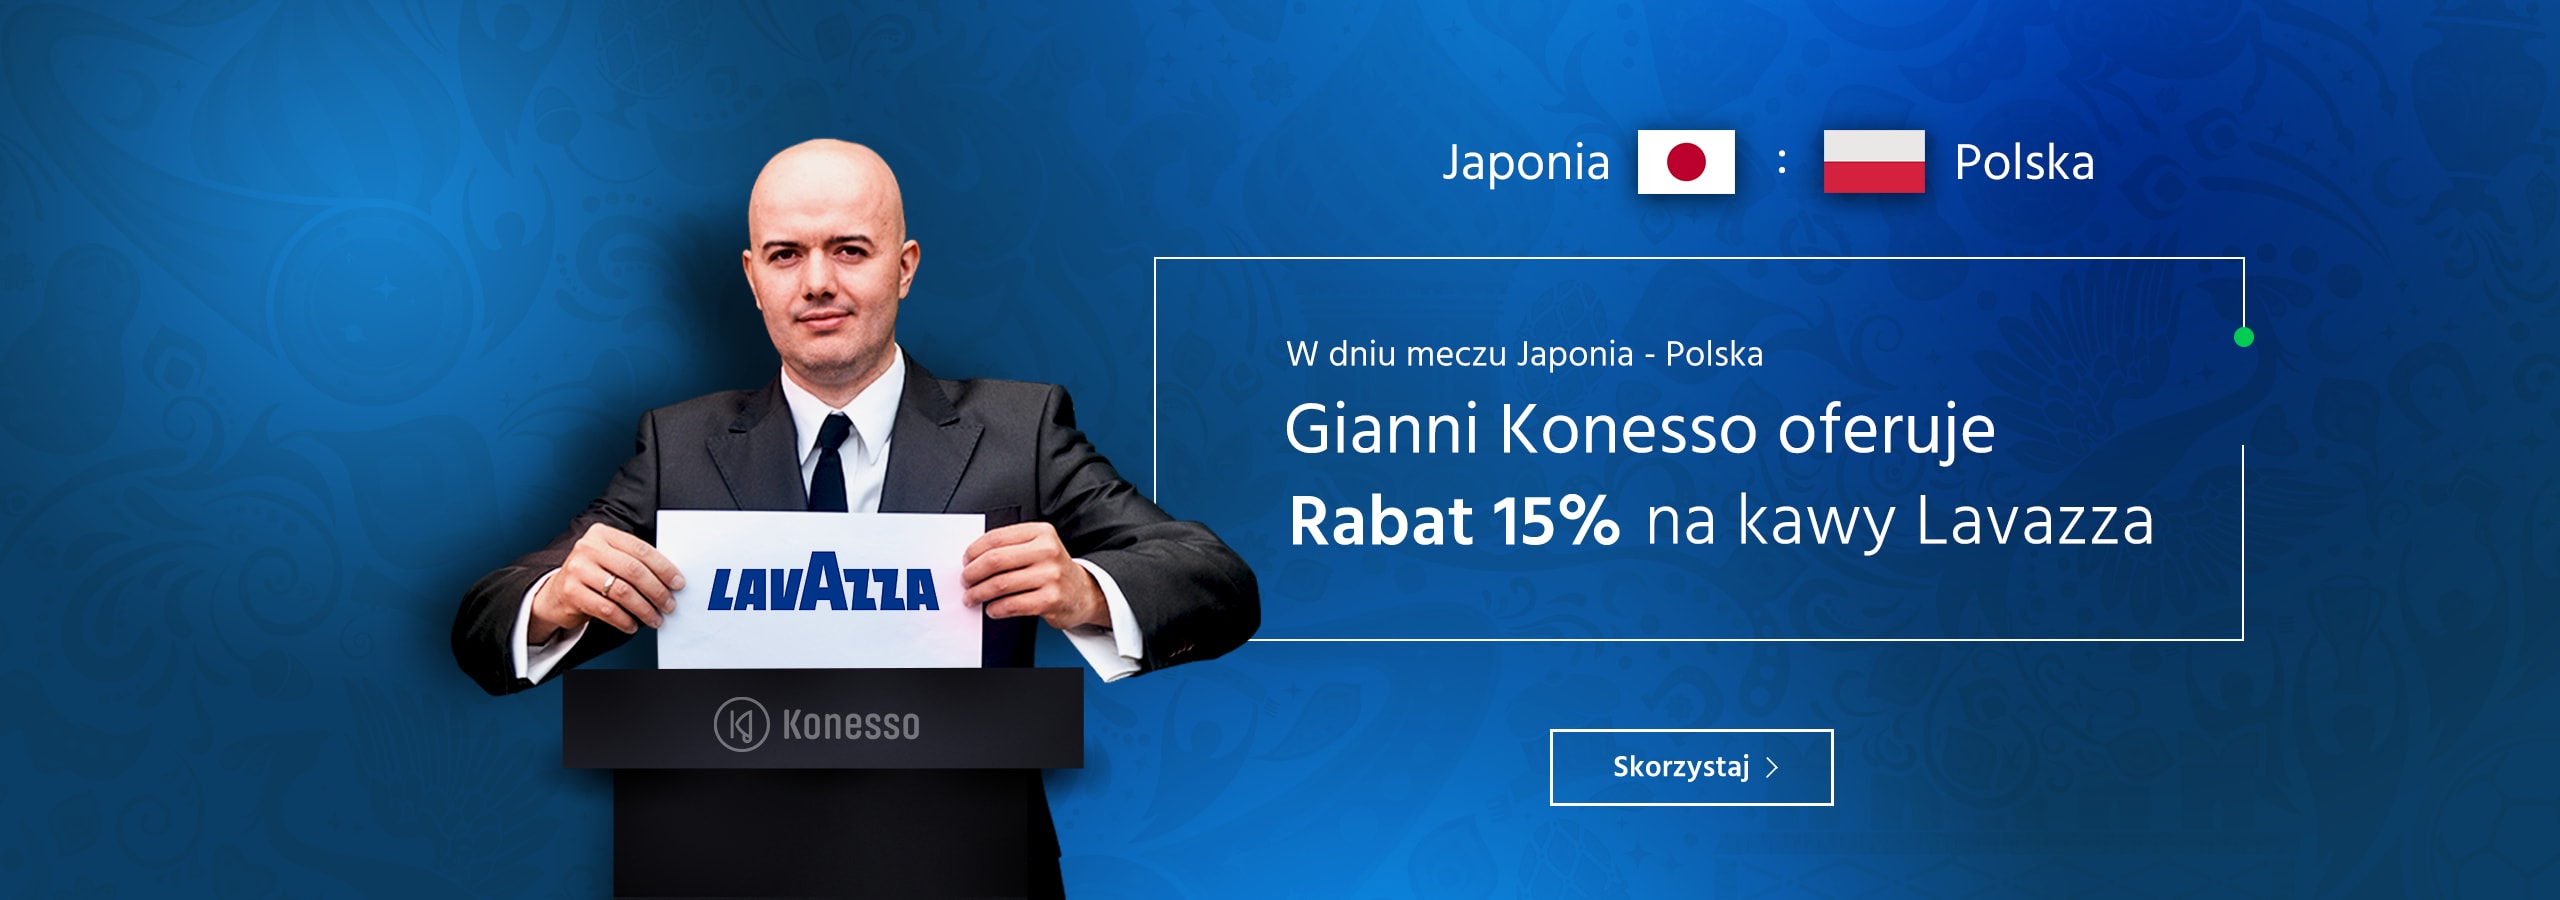 Japonia : Polska
W dniu meczu Japonia - Polska
Gianni Konesso oferuje
Rabat 15% na kawy Lavazza
LAVAZZA
Konesso
Skorzystaj >